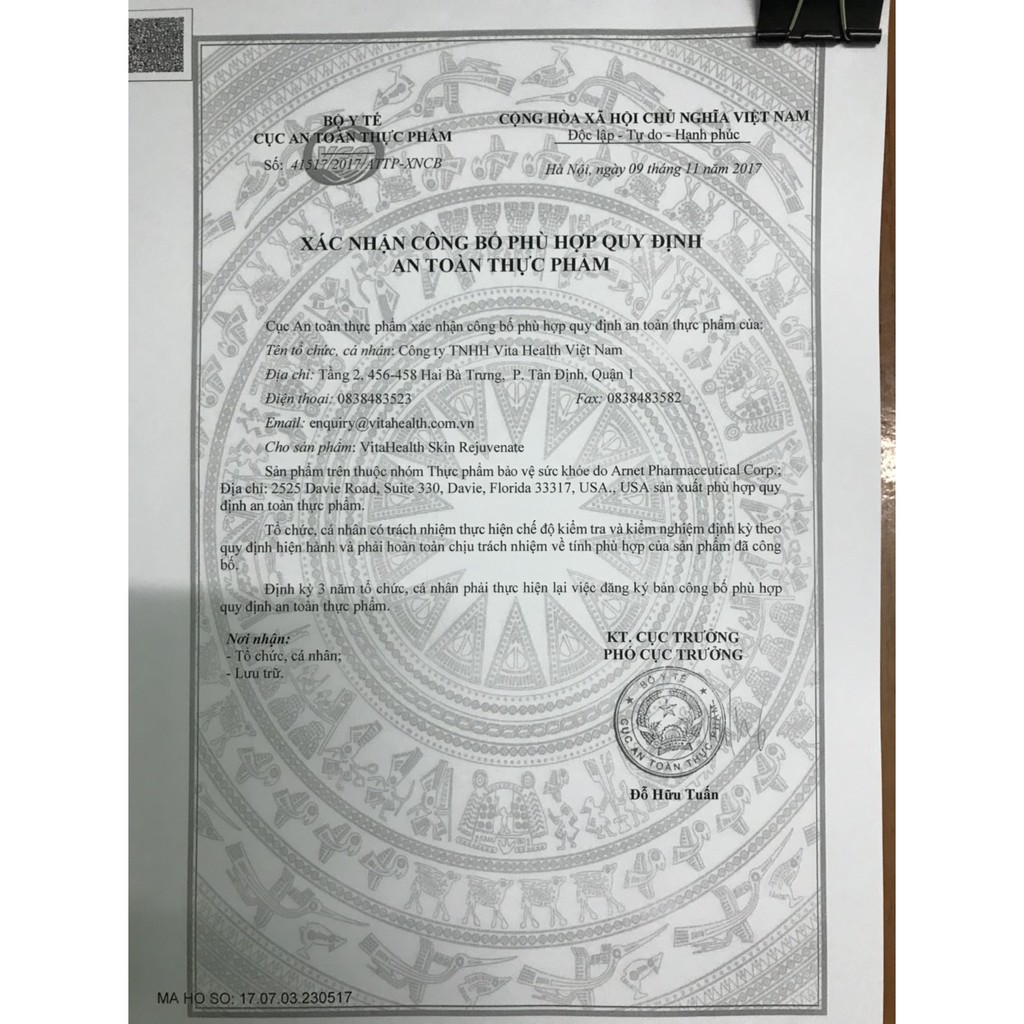 BỘ Y TẾ
CỤC AN TOÀN THỰC PHẨM
Số: 41517/2017/ATTP-XNCB
CỘNG HÒA XÃ HỘI CHỦ NGHĨA VIỆT NAM
Độc lập - Tự do - Hạnh phúc
Hà Nội, ngày 09 tháng 11 năm 2017
XÁC NHẬN CÔNG BỐ PHÙ HỢP QUY ĐỊNH
AN TOÀN THỰC PHẨM
Cục An toàn thực phẩm xác nhận công bố phù hợp quy định an toàn thực phẩm của:
Tên tổ chức, cá nhân: Công ty TNHH Vita Health Việt Nam
Địa chỉ: Tầng 2, 456-458 Hai Bà Trưng, P. Tân Định, Quận 1
Điện thoại: 0838483523 Fax: 0838483582
Email: enquiry@vitahealth.com.vn
Cho sản phẩm: VitaHealth Skin Rejuvenate
Sản phẩm trên thuộc nhóm Thực phẩm bảo vệ sức khỏe do Arnet Pharmaceutical Corp.;
Địa chỉ: 2525 Davie Road, Suite 330, Davie, Florida 33317, USA., USA sản xuất phù hợp quy
định an toàn thực phẩm.
Tổ chức, cá nhân có trách nhiệm thực hiện chế độ kiểm tra và kiểm nghiệm định kỳ theo
quy định hiện hành và phải hoàn toàn chịu trách nhiệm về tính phù hợp của sản phẩm đã công
bố.
Định kỳ 3 năm tổ chức, cá nhân phải thực hiện lại việc đăng ký bản công bố phù hợp
quy định an toàn thực phẩm.
Nơi nhận:
- Tổ chức, cá nhân;
- Lưu trữ.
KT. CỤC TRƯỞNG
PHÓ CỤC TRƯỞNG
BỘ Y TẾ
CỤC AN TOÀN THỰC PHẨM
Đỗ Hữu Tuấn
MA HO SO: 17.07.03.230517